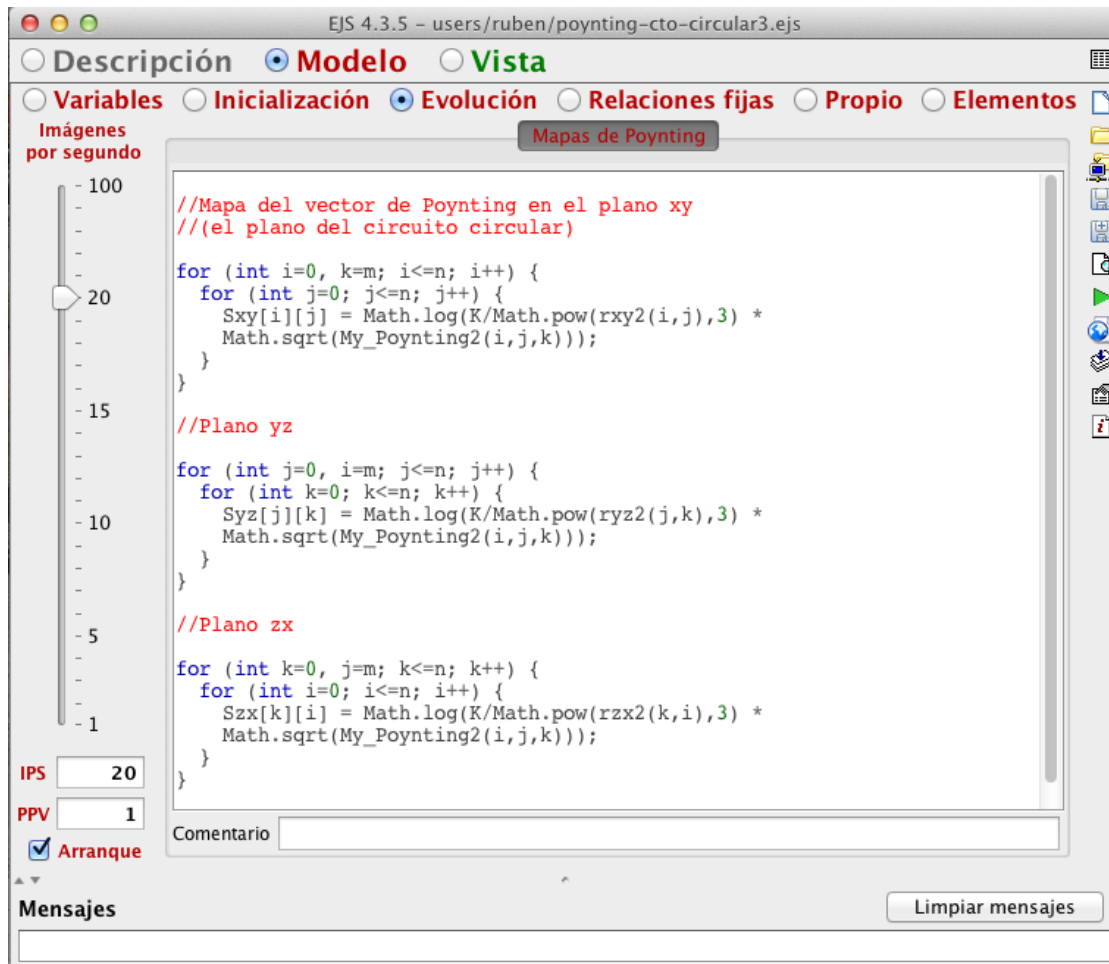 EJS 4.3.5 – users/ruben/poynting-cto-circular3.ejs
Descripción Modelo Vista
Variables Inicialización Evolución Relaciones fijas Propio Elementos
Imágenes
por segundo
Mapas de Poynting
100
20
15
10
5
1
//Mapa del vector de Poynting en el plano xy
//(el plano del circuito circular)
for (int i=0, k=m; i<=n; i++) {
  for (int j=0; j<=n; j++) {
    Sxy[i][j] = Math.log(K/Math.pow(rxy2(i,j),3) *
    Math.sqrt(My_Poynting2(i,j,k)));
  }
}
//Plano yz
for (int j=0, i=m; j<=n; j++) {
  for (int k=0; k<=n; k++) {
    Syz[j][k] = Math.log(K/Math.pow(ryz2(j,k),3) *
    Math.sqrt(My_Poynting2(i,j,k)));
  }
}
//Plano zx
for (int k=0, j=m; k<=n; k++) {
  for (int i=0; i<=n; i++) {
    Szx[k][i] = Math.log(K/Math.pow(rzx2(k,i),3) *
    Math.sqrt(My_Poynting2(i,j,k)));
  }
}
IPS 20
PPV 1
Arranque
Comentario
Mensajes
Limpiar mensajes